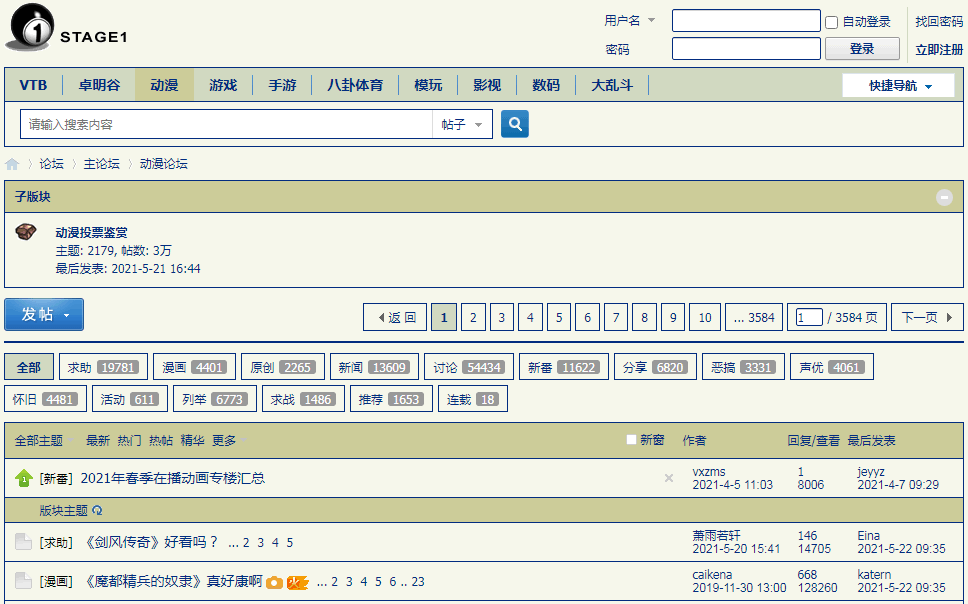 1 STAGE1
用户名
自动登录 找回密码
密码
登录 立即注册
VTB 卓明谷 动漫 游戏 手游 八卦体育 模玩 影视 数码 大乱斗 快捷导航
请输入搜索内容 帖子
论坛 主论坛 动漫论坛
子版块
动漫投票鉴赏
主题: 2179, 帖数: 3万
最后发表: 2021-5-21 16:44
发帖 返回 1 2 3 4 5 6 7 8 9 10 ... 3584 1 / 3584 页 下一页
全部 求助 19781 漫画 4401 原创 2265 新闻 13609 讨论 54434 新番 11622 分享 6820 恶搞 3331 声优 4061
怀旧 4481 活动 611 列举 6773 求战 1486 推荐 1653 连载 18
全部主题 最新 热门 热帖 精华 更多 新窗 作者 回复/查看 最后发表
[新番] 2021年春季在播动画专楼汇总 vxzms 1 jeyyz
2021-4-5 11:03 8006 2021-4-7 09:29
版块主题
[求助] 《剑风传奇》好看吗？ ... 2 3 4 5 萧雨若轩 146 Eina
2021-5-20 15:41 14705 2021-5-22 09:35
[漫画] 《魔都精兵的奴隶》真好康啊 火 ... 2 3 4 5 6 .. 23 caikena 668 katern
2019-11-30 13:00 128260 2021-5-22 09:35